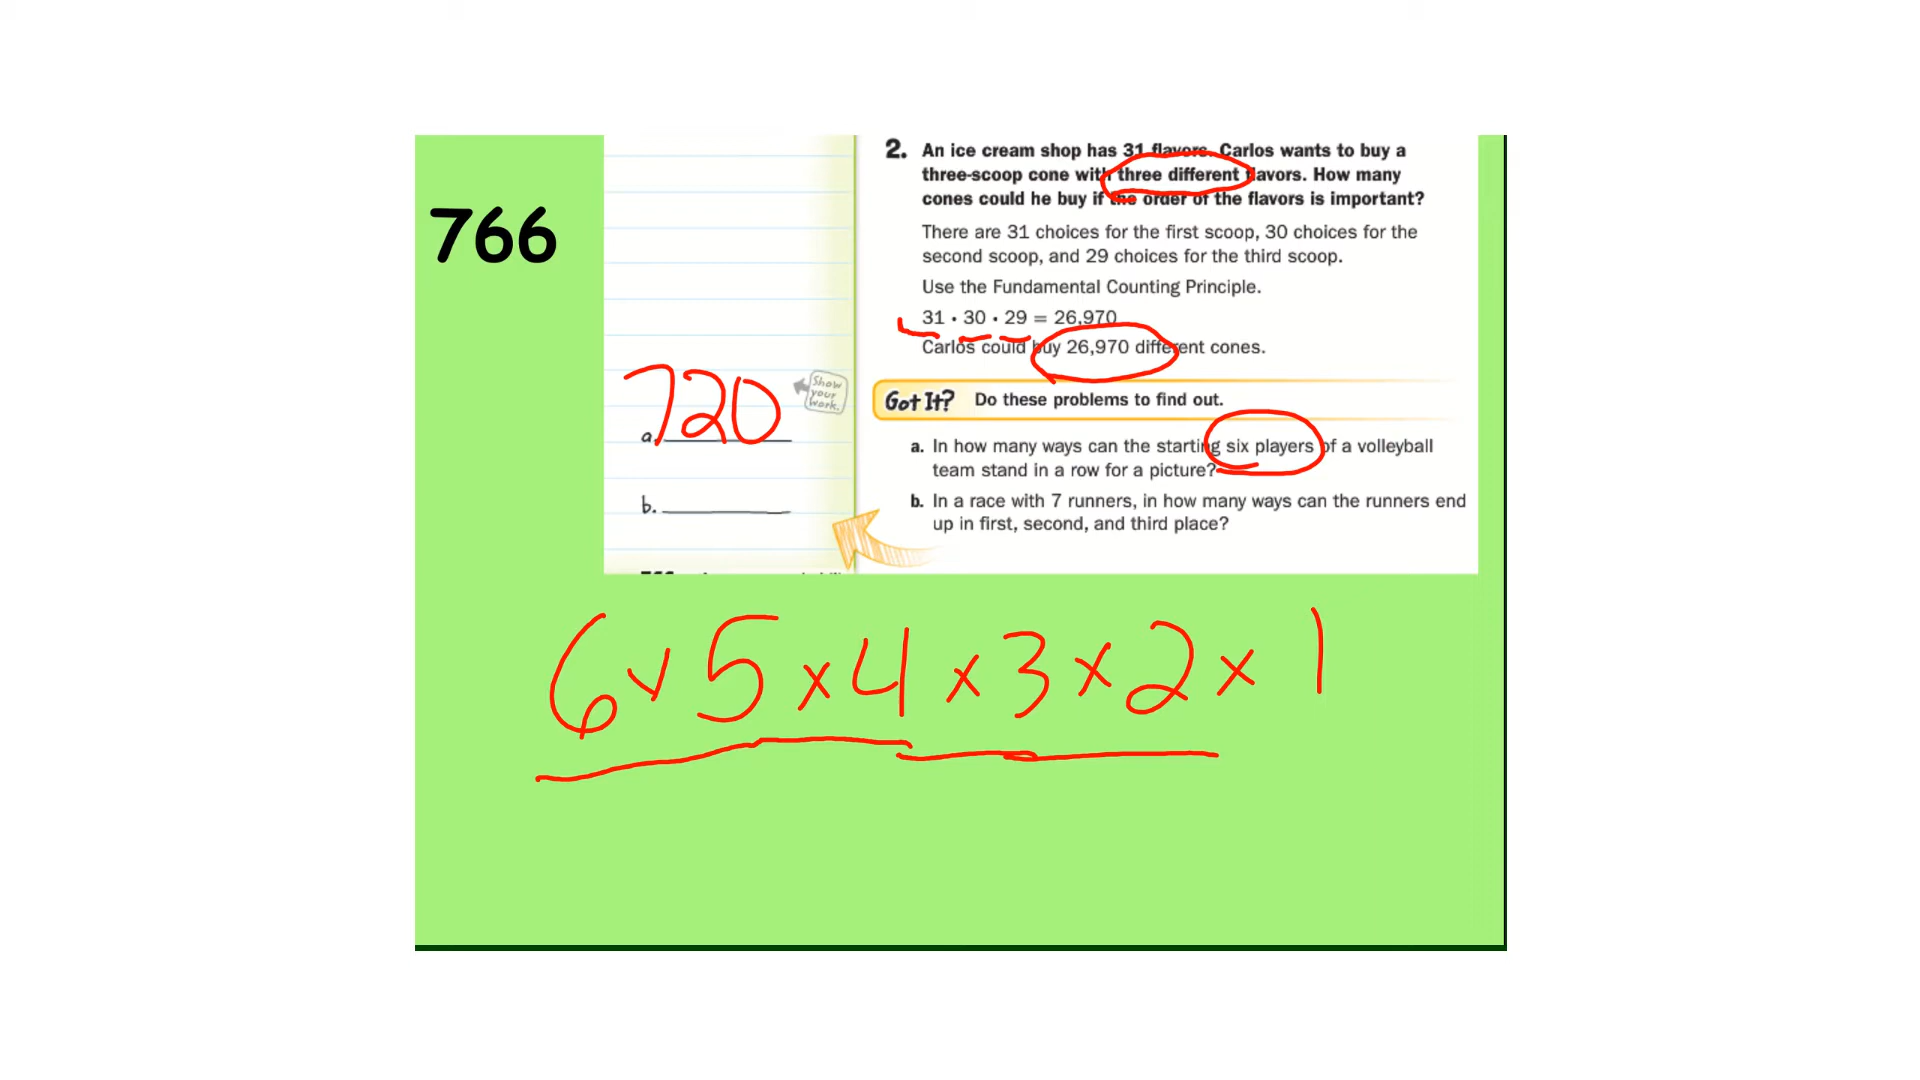 766
2. An ice cream shop has 31 flavors. Carlos wants to buy a
three-scoop cone with three different flavors. How many
cones could he buy if the order of the flavors is important?
There are 31 choices for the first scoop, 30 choices for the
second scoop, and 29 choices for the third scoop.
Use the Fundamental Counting Principle.
31 · 30 · 29 = 26,970
Carlos could buy 26,970 different cones.
Show
your
work.
Got It? Do these problems to find out.
a. 720
a. In how many ways can the starting six players of a volleyball
team stand in a row for a picture?
b.
b. In a race with 7 runners, in how many ways can the runners end
up in first, second, and third place?
6 x 5 x 4 x 3 x 2 x 1